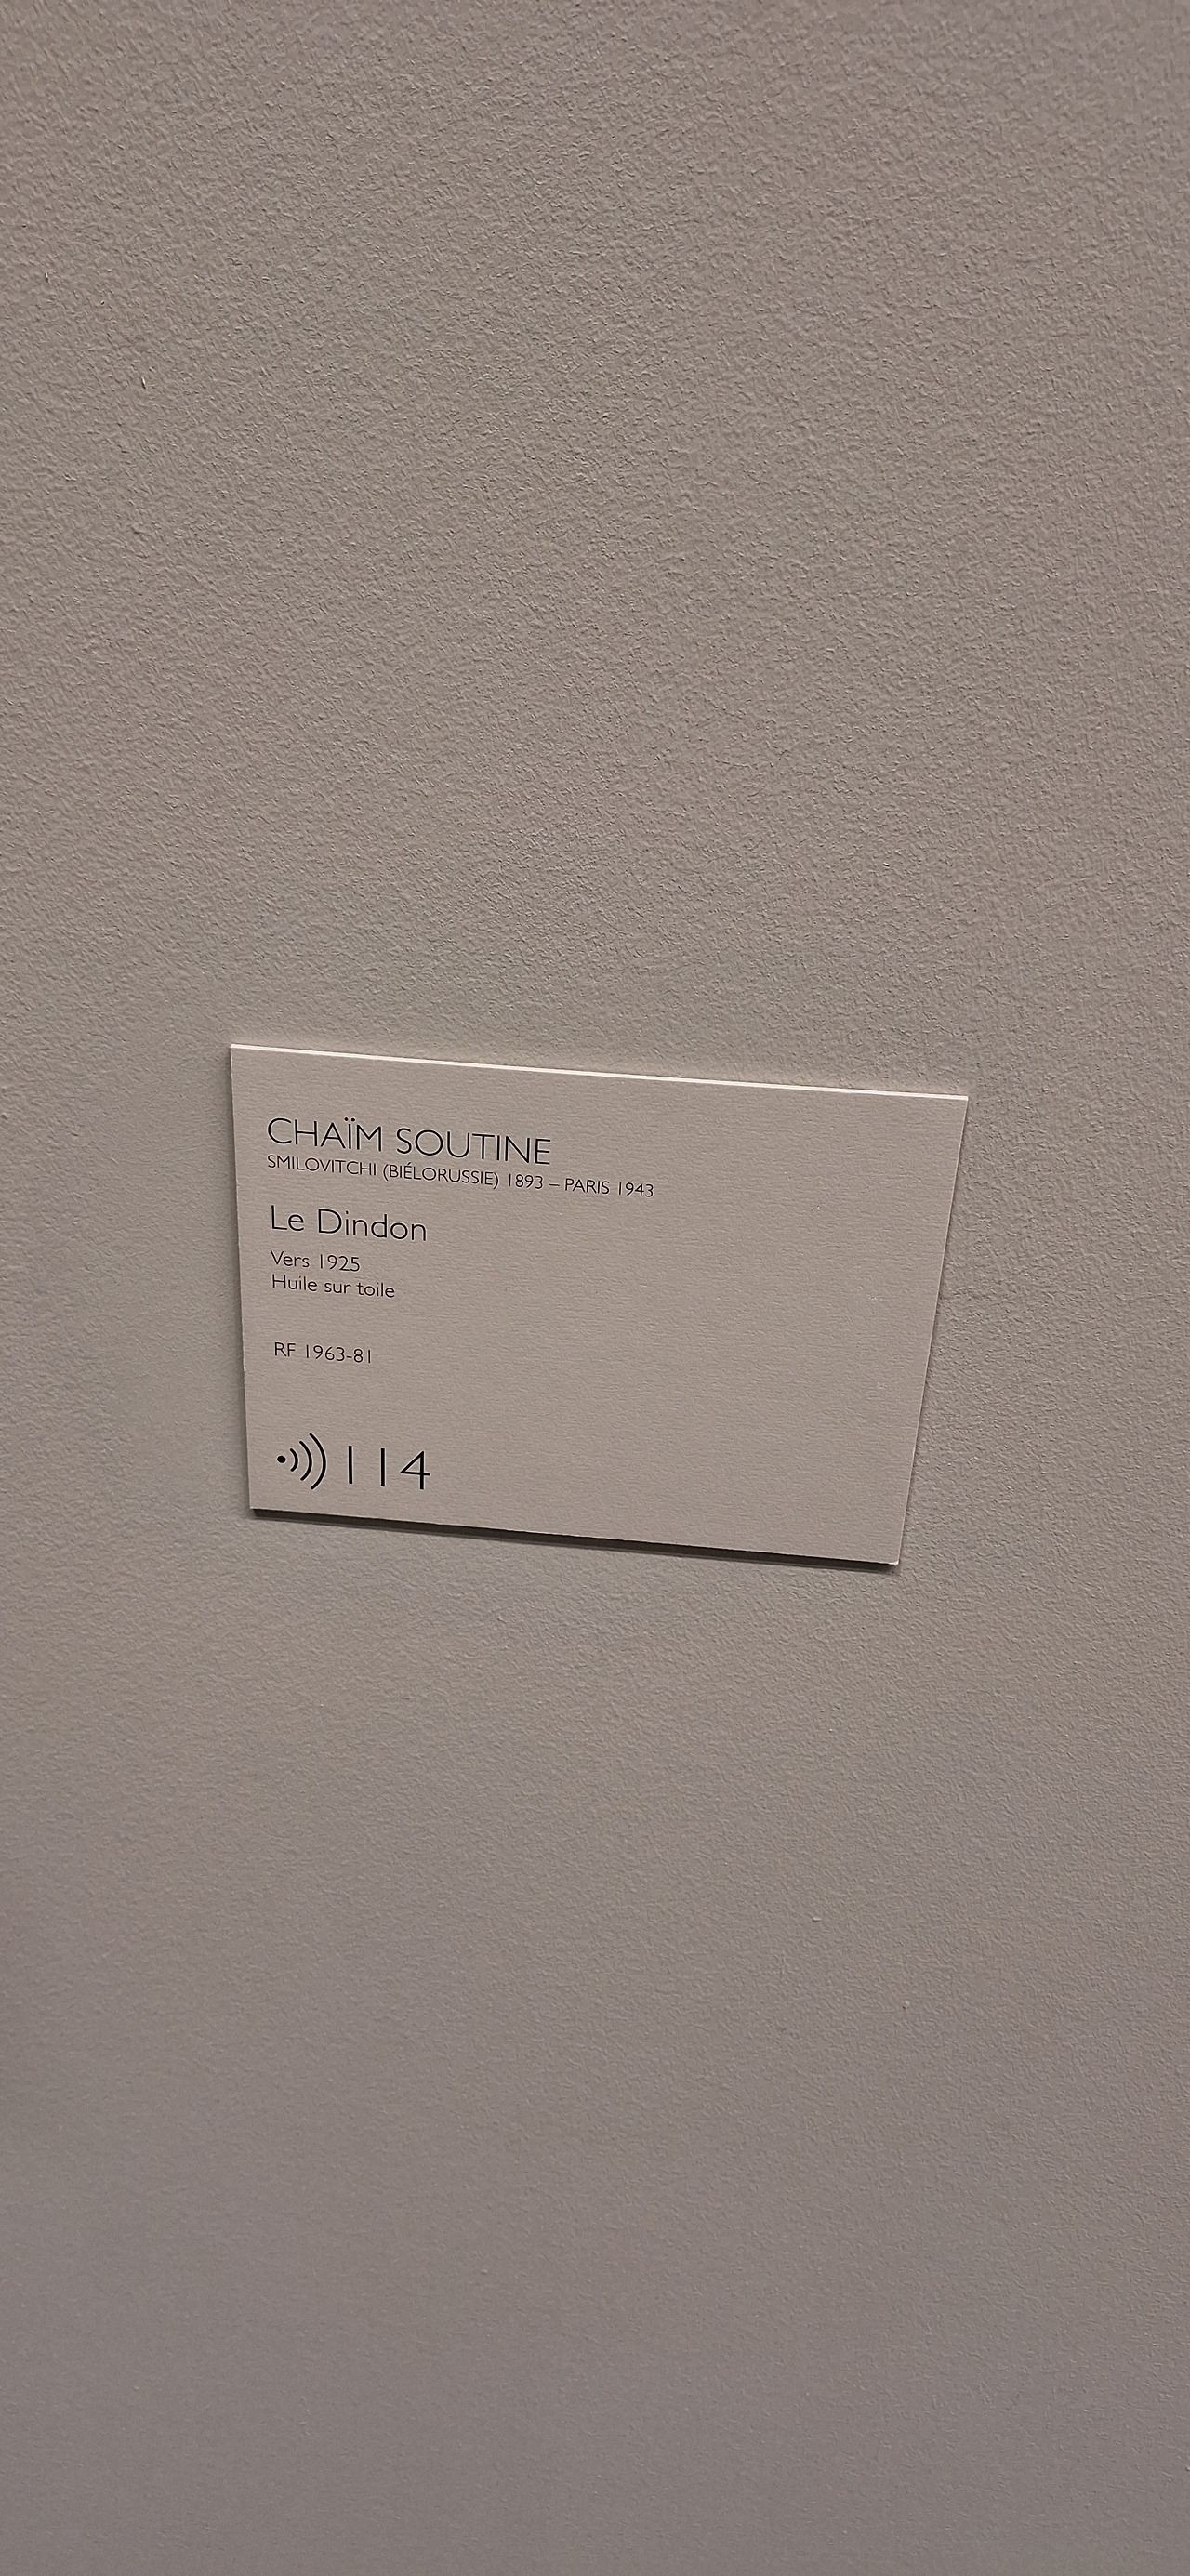 CHAÏM SOUTINE
SMILOVITCHI (BIÉLORUSSIE) 1893 – PARIS 1943
Le Dindon
Vers 1925
Huile sur toile
RF 1963-81
114